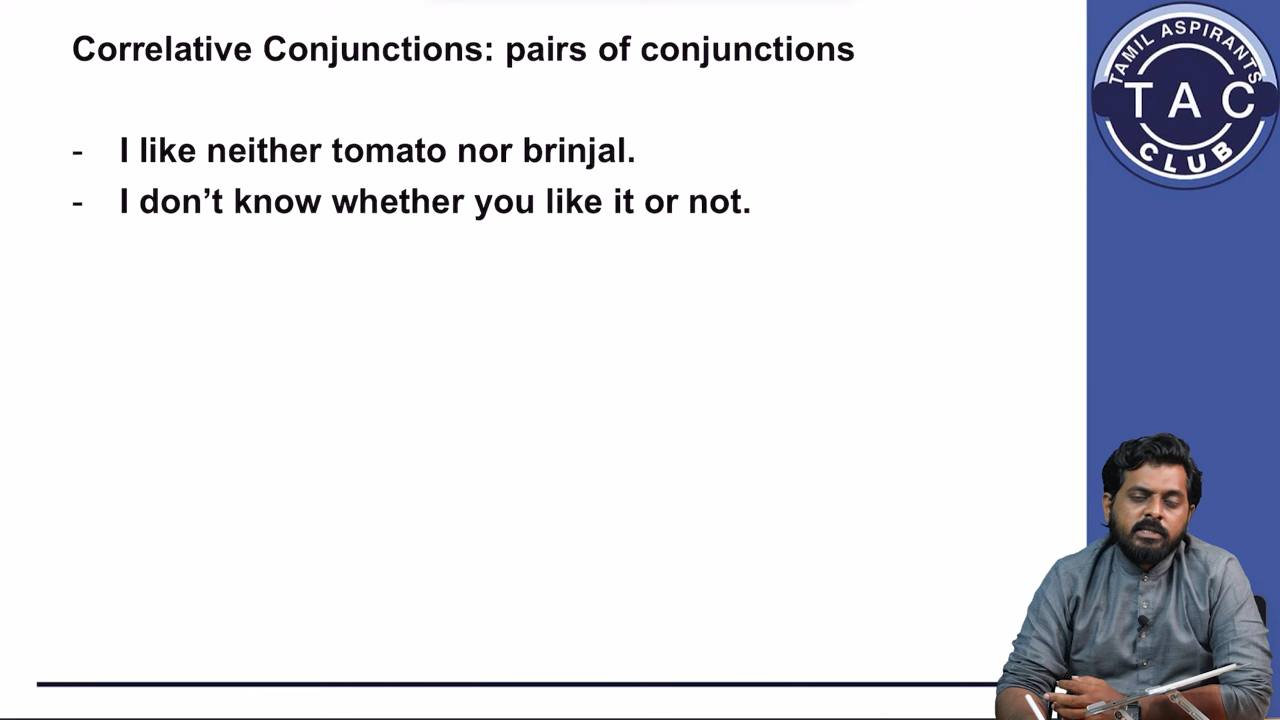 Correlative Conjunctions: pairs of conjunctions
- I like neither tomato nor brinjal.
- I don’t know whether you like it or not.
TAMIL ASPIRANTS
TAC
CLUB